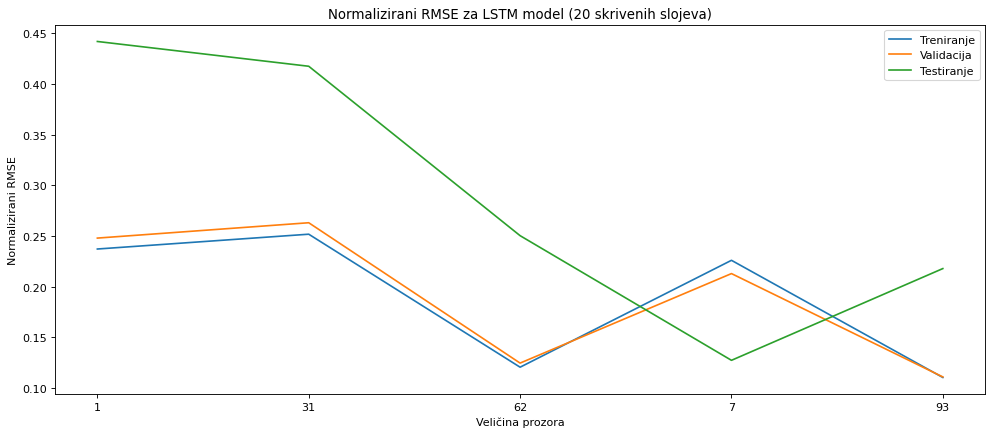 Normalizirani RMSE za LSTM model (20 skrivenih slojeva)
Treniranje
Validacija
Testiranje
0.45
0.40
0.35
0.30
0.25
0.20
0.15
0.10
Normalizirani RMSE
1 31 62 7 93
Veličina prozora